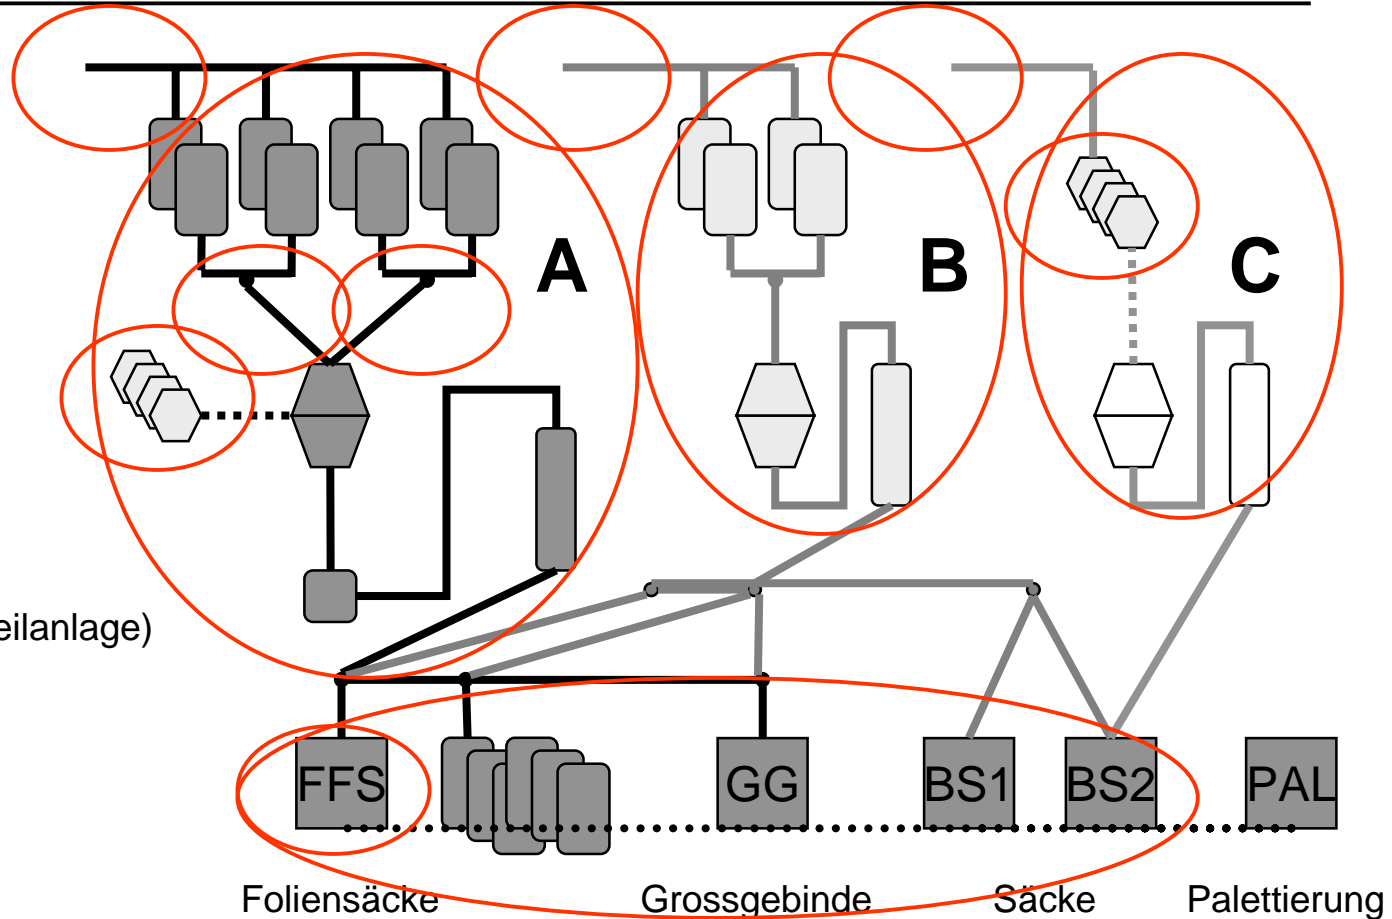 A
B
C
eilanlage)
FFS
GG
BS1
BS2
PAL
Foliensäcke
Grossgebinde
Säcke
Palettierung